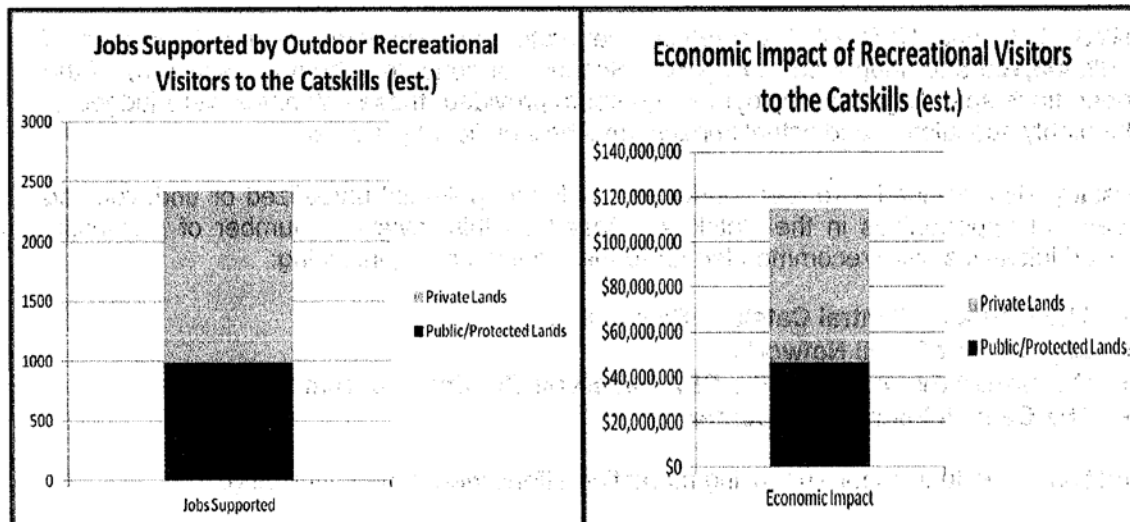 Jobs Supported by Outdoor Recreational
Visitors to the Catskills (est.)
3000
2500
2000
1500
1000
500
0
Private Lands
Public/Protected Lands
Jobs Supported
Economic Impact of Recreational Visitors
to the Catskills (est.)
$140,000,000
$120,000,000
$100,000,000
$80,000,000
$60,000,000
$40,000,000
$20,000,000
$0
Private Lands
Public/Protected Lands
Economic Impact